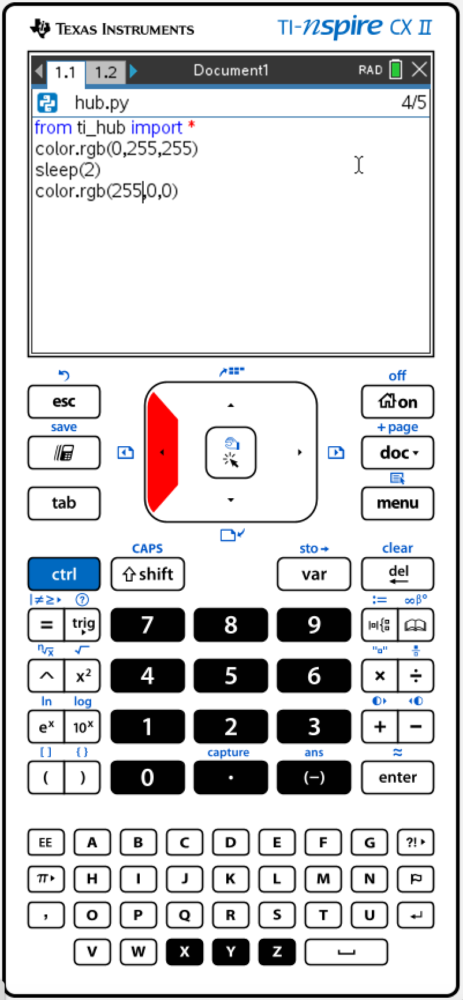 TEXAS INSTRUMENTS
TI-nspire CX II
1.1 1.2 Document1 RAD
hub.py 4/5
from ti_hub import *
color.rgb(0,255,255)
sleep(2)
color.rgb(255,0,0)
off
esc on
save + page
doc
tab menu
CAPS sto→ clear
ctrl ⇧shift var del
|≠≥▸ ? := ∞β°
= trig 7 8 9
ⁿ√x √ "▫"
^ x² 4 5 6 × ÷
ln log
eˣ 10ˣ 1 2 3 + −
[ ] { } capture ans ≈
( ) 0 . (−) enter
EE A B C D E F G ?!▸
π▸ H I J K L M N
, O P Q R S T U ↵
V W X Y Z